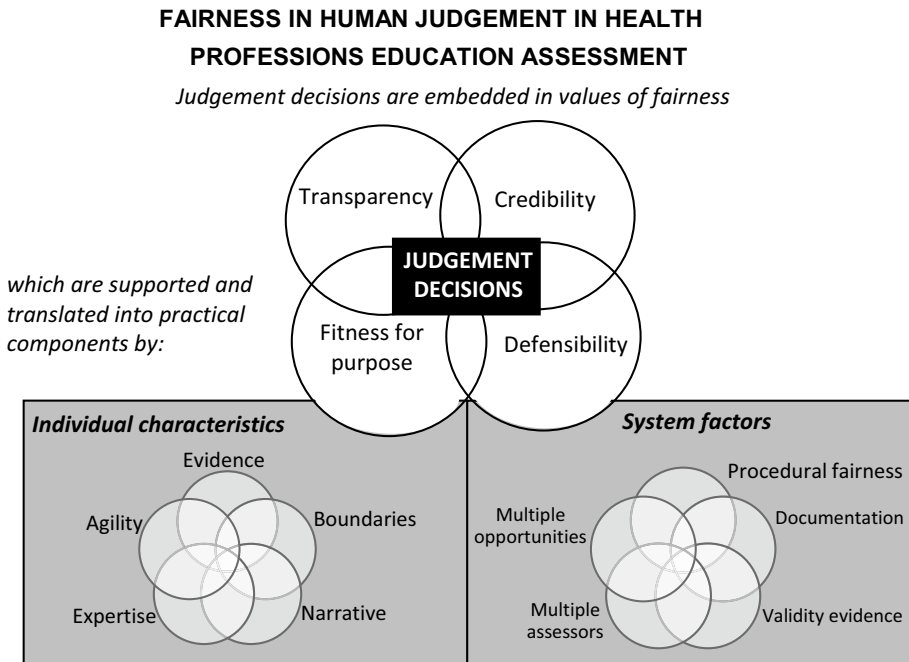 FAIRNESS IN HUMAN JUDGEMENT IN HEALTH
PROFESSIONS EDUCATION ASSESSMENT
Judgement decisions are embedded in values of fairness
Transparency
Credibility
JUDGEMENT
DECISIONS
which are supported and
translated into practical
components by:
Fitness for
purpose
Defensibility
Individual characteristics
Evidence
Agility
Boundaries
Expertise
Narrative
System factors
Procedural fairness
Multiple
opportunities
Documentation
Multiple
assessors
Validity evidence